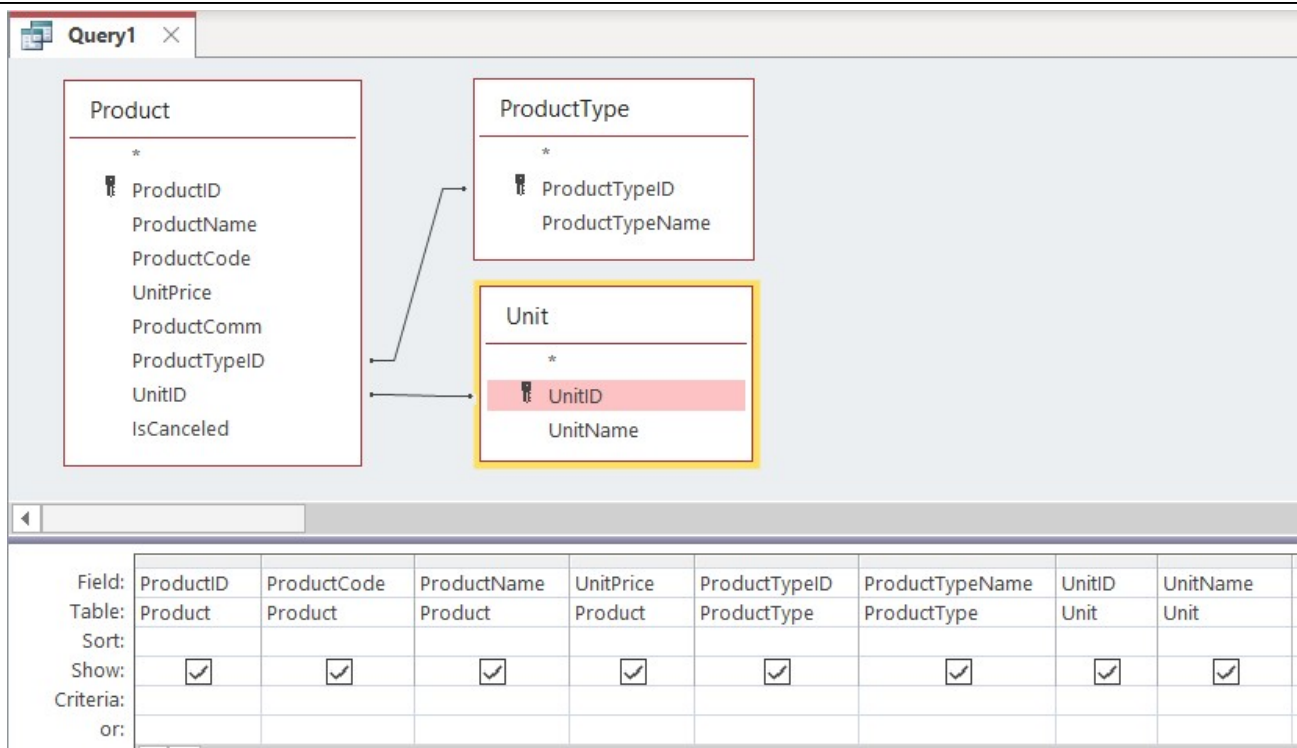 Query1
Product
*
ProductID
ProductName
ProductCode
UnitPrice
ProductComm
ProductTypeID
UnitID
IsCanceled
ProductType
*
ProductTypeID
ProductTypeName
Unit
*
UnitID
UnitName
Field: ProductID ProductCode ProductName UnitPrice ProductTypeID ProductTypeName UnitID UnitName
Table: Product Product Product Product ProductType ProductType Unit Unit
Sort:
Show:
Criteria:
or: